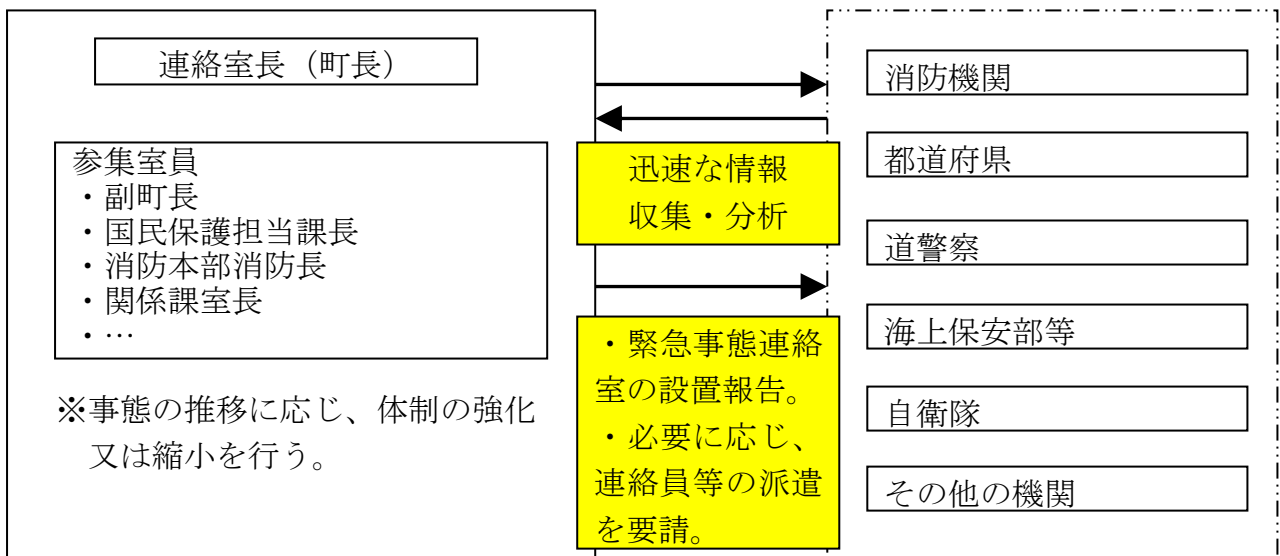 連絡室長（町長）
参集室員
・副町長
・国民保護担当課長
・消防本部消防長
・関係課室長
・…
※事態の推移に応じ、体制の強化
又は縮小を行う。
迅速な情報
収集・分析
・緊急事態連絡
室の設置報告。
・必要に応じ、
連絡員等の派遣
を要請。
消防機関
都道府県
道警察
海上保安部等
自衛隊
その他の機関